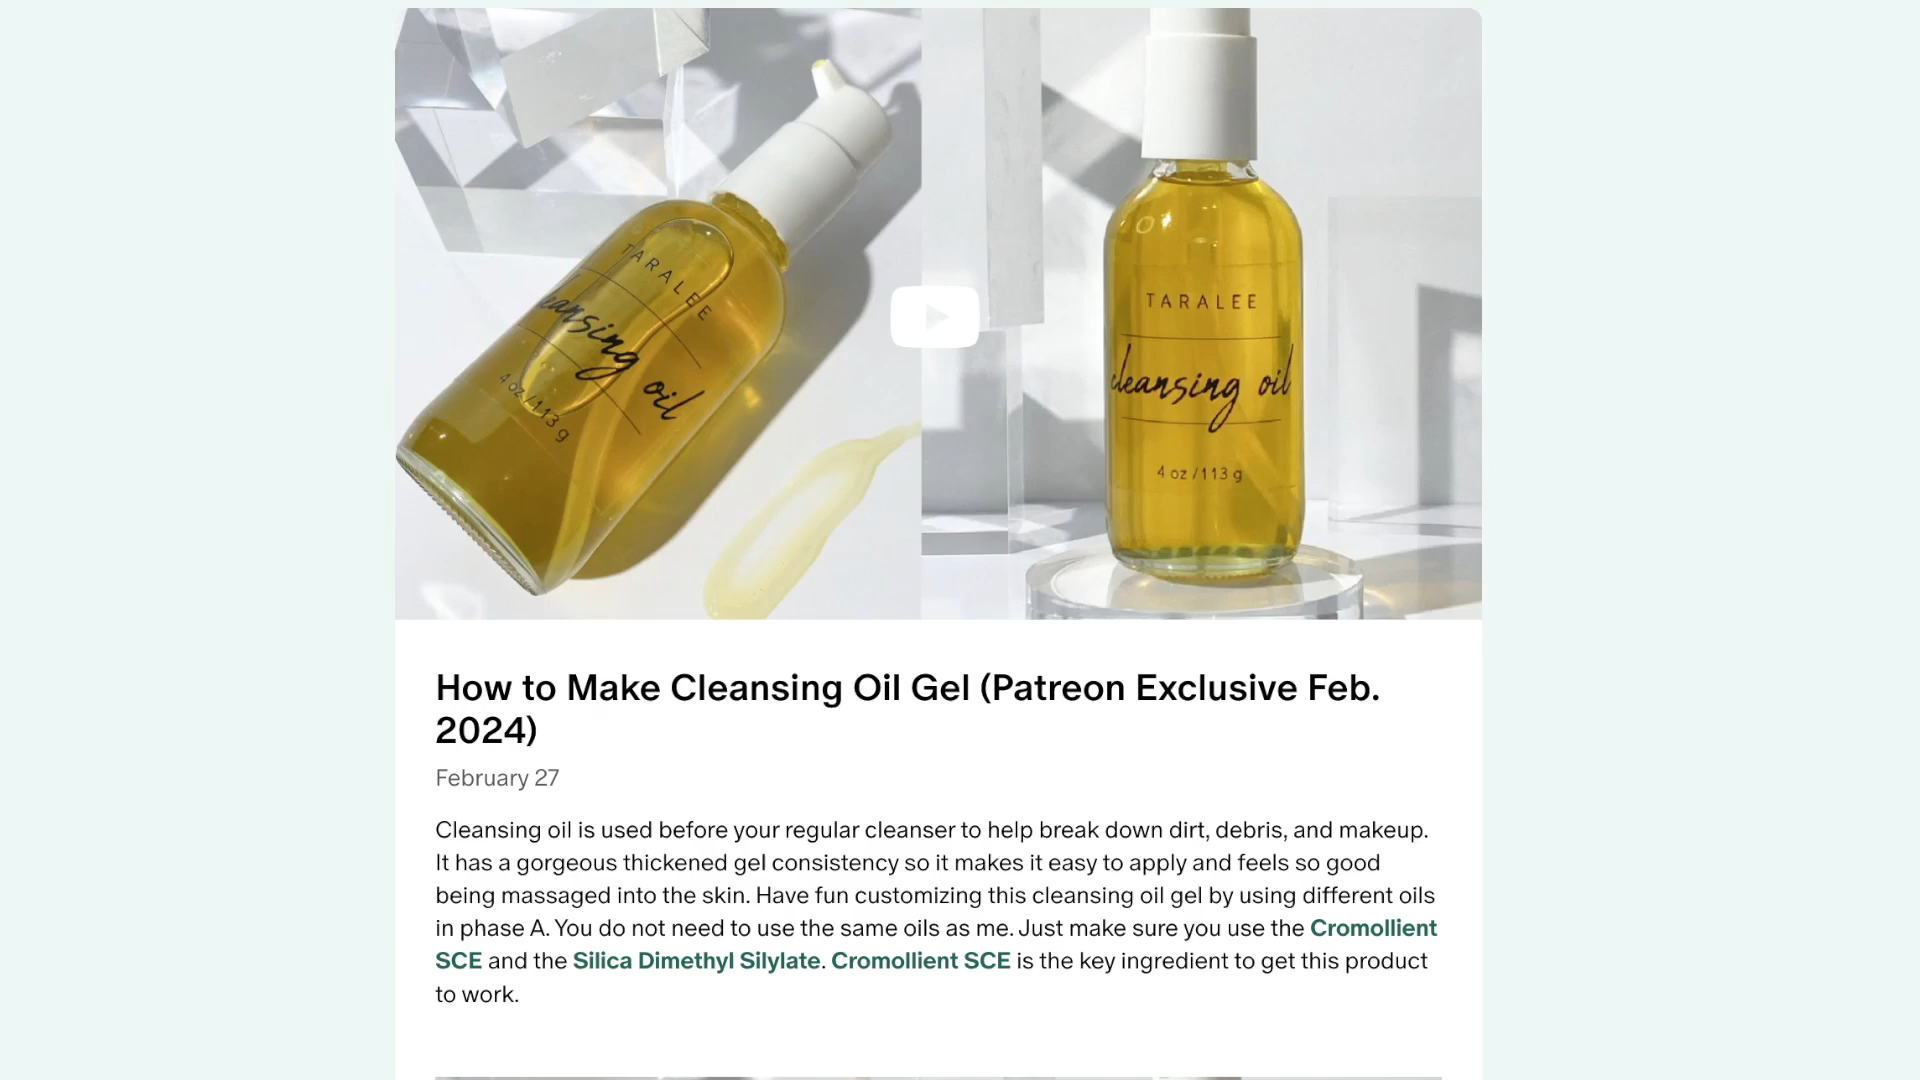 TARALEE
cleansing oil
4 oz / 113 g
TARALEE
cleansing oil
4 oz / 113 g
How to Make Cleansing Oil Gel (Patreon Exclusive Feb.
2024)
February 27
Cleansing oil is used before your regular cleanser to help break down dirt, debris, and makeup.
It has a gorgeous thickened gel consistency so it makes it easy to apply and feels so good
being massaged into the skin. Have fun customizing this cleansing oil gel by using different oils
in phase A. You do not need to use the same oils as me. Just make sure you use the Cromollient
SCE and the Silica Dimethyl Silylate. Cromollient SCE is the key ingredient to get this product
to work.